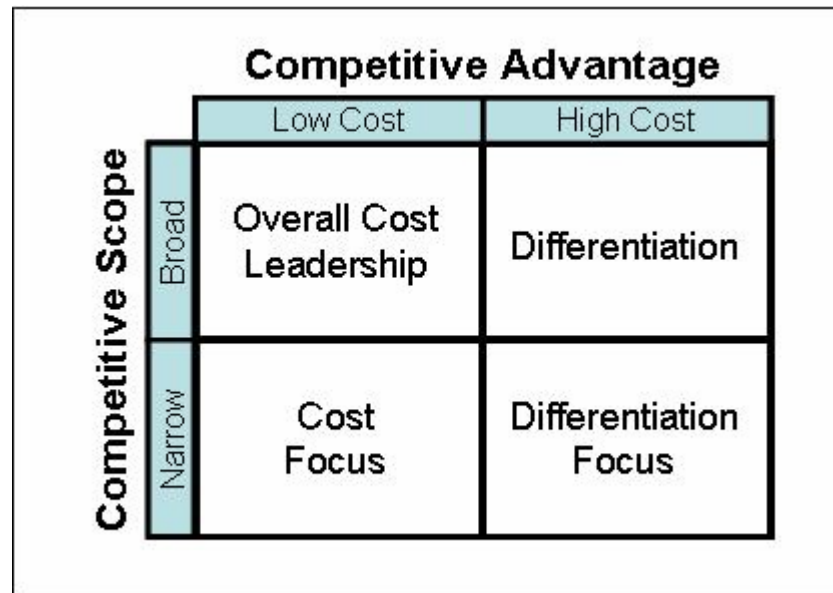 Competitive Advantage
Low Cost
High Cost
Competitive Scope
Broad
Overall Cost
Leadership
Differentiation
Narrow
Cost
Focus
Differentiation
Focus